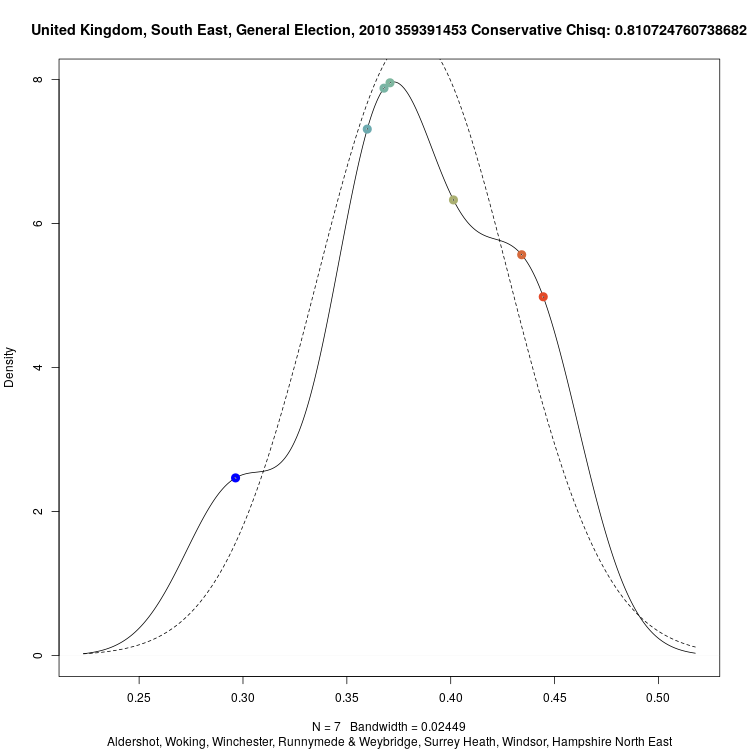 United Kingdom, South East, General Election, 2010 359391453 Conservative Chisq: 0.810724760738682
8
6
4
2
0
Density
0.25 0.30 0.35 0.40 0.45 0.50
N = 7 Bandwidth = 0.02449
Aldershot, Woking, Winchester, Runnymede & Weybridge, Surrey Heath, Windsor, Hampshire North East